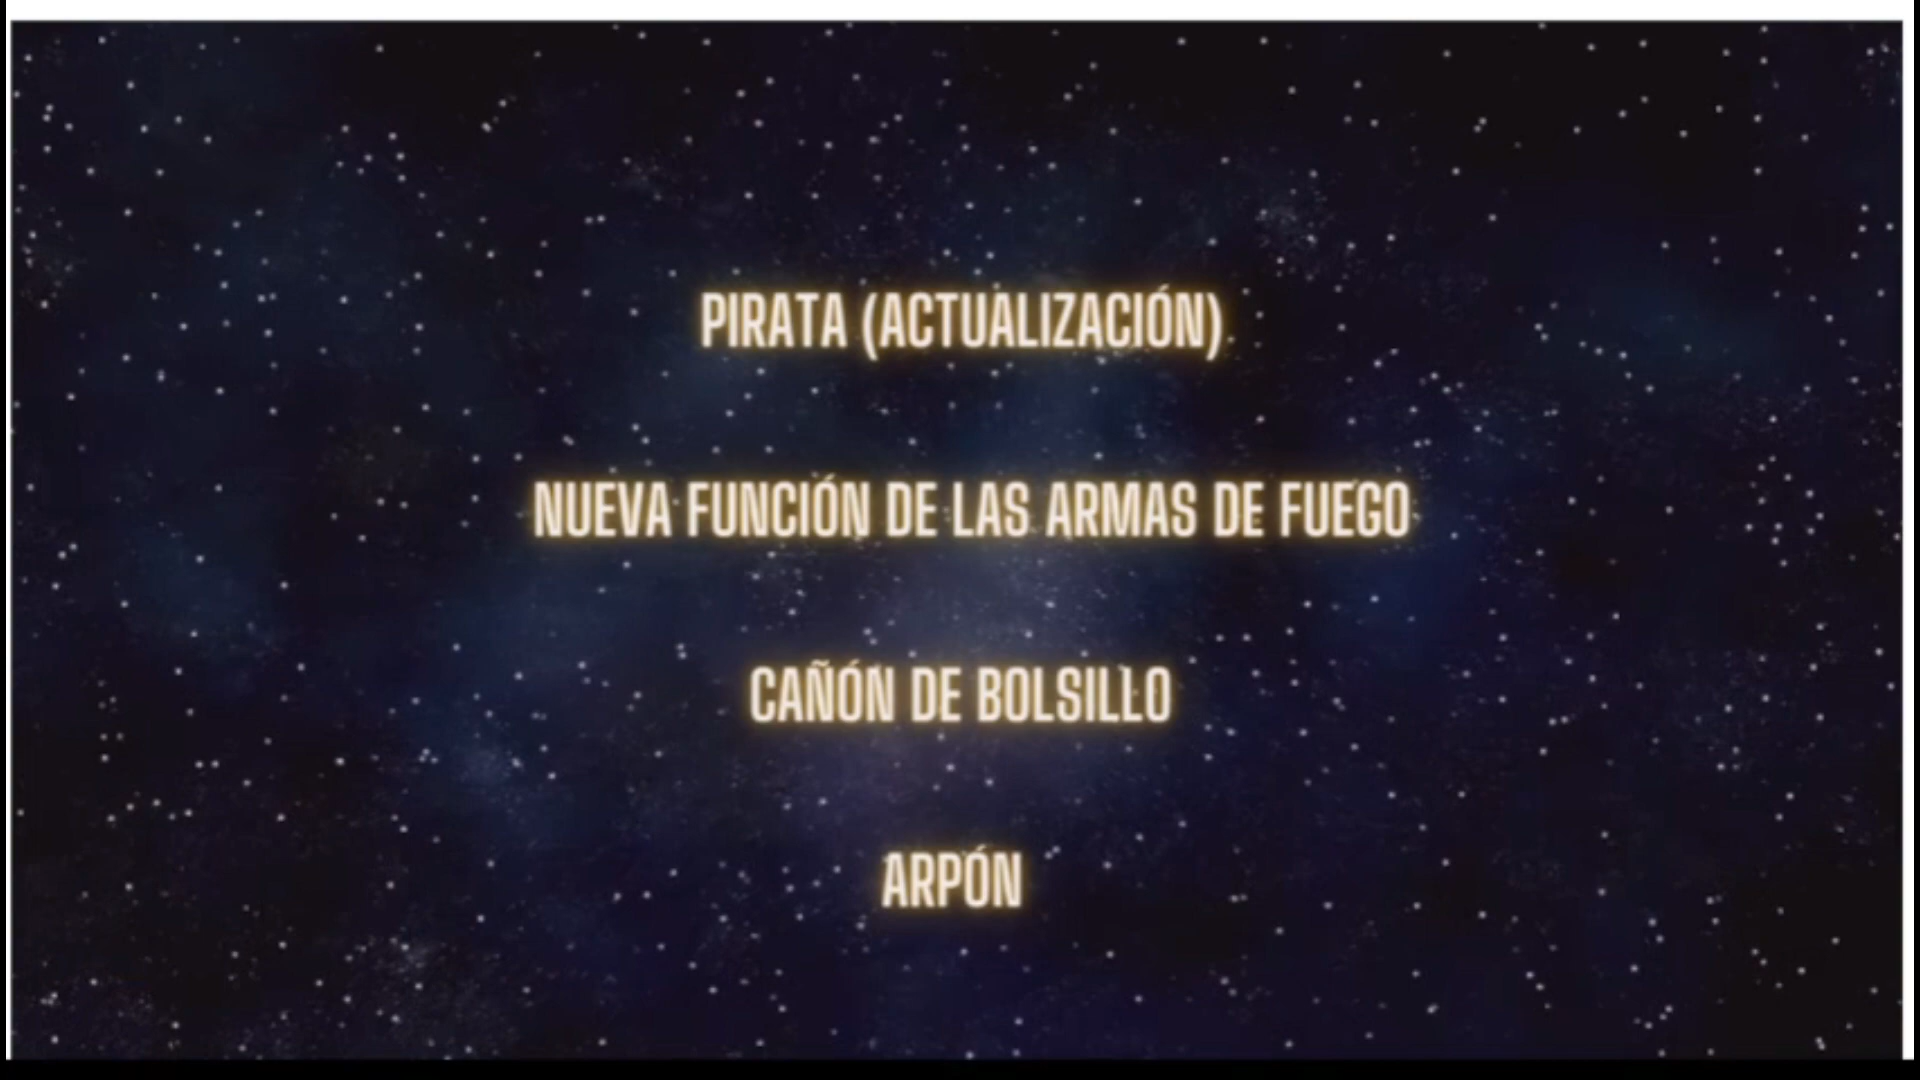 PIRATA (ACTUALIZACIÓN)
NUEVA FUNCIÓN DE LAS ARMAS DE FUEGO
CAÑÓN DE BOLSILLO
ARPÓN